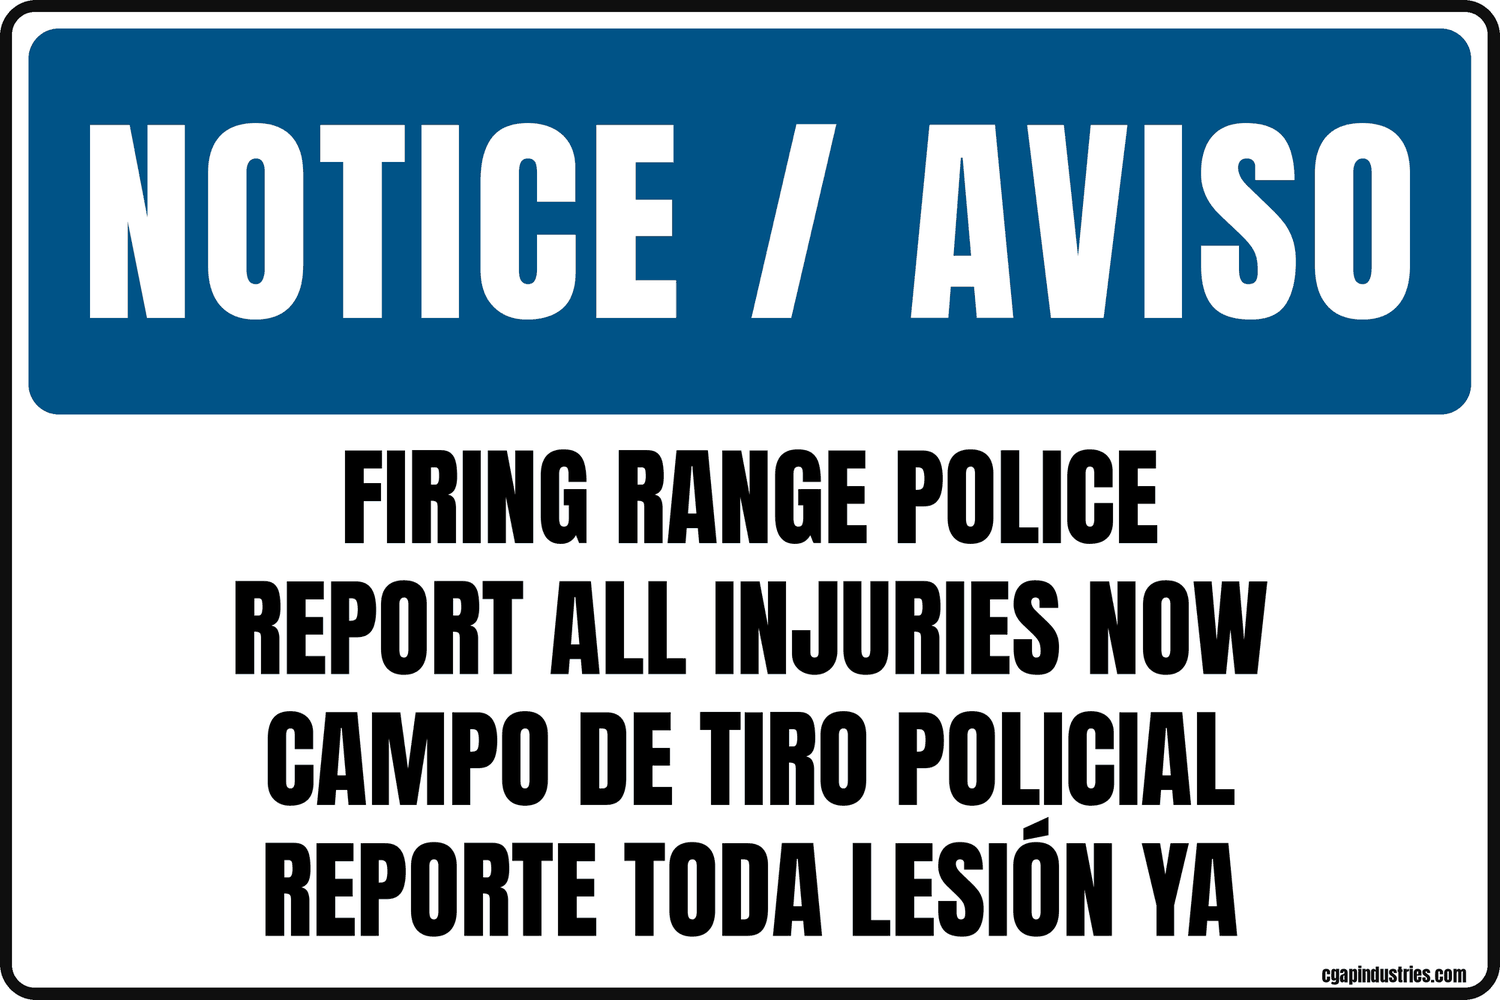 NOTICE / AVISO
FIRING RANGE POLICE
REPORT ALL INJURIES NOW
CAMPO DE TIRO POLICIAL
REPORTE TODA LESIÓN YA
cgapindustries.com